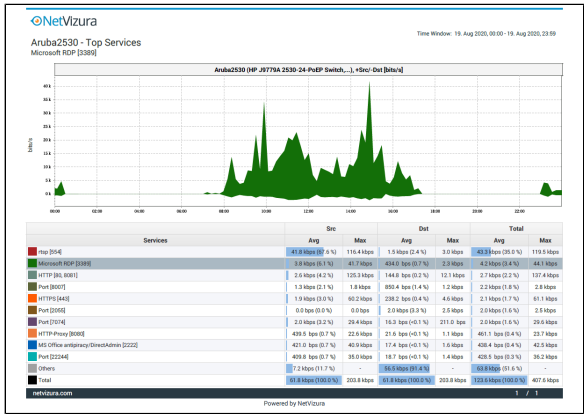 NetVizura
Time Window: 19. Aug 2020, 00:00 - 19. Aug 2020, 23:59
Aruba2530 - Top Services
Microsoft RDP [3389]
Aruba2530 (HP J9779A 2530-24-PoEP Switch,...), +Src/-Dst [bits/s]
40 k
35 k
30 k
25 k
20 k
15 k
10 k
5 k
0 k
bits/s
00:00 02:00 04:00 06:00 08:00 10:00 12:00 14:00 16:00 18:00 20:00 22:00
Src Dst Total
Services Avg Max Avg Max Avg Max
rtsp [554] 41.8 kbps (67.6 %) 116.4 kbps 1.5 kbps (2.4 %) 3.0 kbps 43.3 kbps (35.0 %) 119.5 kbps
Microsoft RDP [3389] 3.8 kbps (6.1 %) 41.7 kbps 434.0 bps (0.7 %) 2.3 kbps 4.2 kbps (3.4 %) 44.1 kbps
HTTP [80, 8081] 2.6 kbps (4.2 %) 125.3 kbps 144.8 bps (0.2 %) 12.1 kbps 2.7 kbps (2.2 %) 137.4 kbps
Port [8007] 1.3 kbps (2.1 %) 1.8 kbps 850.4 bps (1.4 %) 1.2 kbps 2.2 kbps (1.8 %) 2.8 kbps
HTTPS [443] 1.9 kbps (3.0 %) 60.2 kbps 238.2 bps (0.4 %) 4.6 kbps 2.1 kbps (1.7 %) 61.1 kbps
Port [2055] 0.0 bps (0.0 %) 0.0 bps 2.0 kbps (3.3 %) 2.5 kbps 2.0 kbps (1.6 %) 2.5 kbps
Port [7074] 2.0 kbps (3.2 %) 29.4 kbps 16.3 bps (<0.1 %) 211.0 bps 2.0 kbps (1.6 %) 29.6 kbps
HTTP-Proxy [8080] 439.5 bps (0.7 %) 22.6 kbps 21.6 bps (<0.1 %) 1.1 kbps 461.1 bps (0.4 %) 23.7 kbps
MS Office antipiracy/DirectAdmin [2222] 421.0 bps (0.7 %) 40.9 kbps 17.4 bps (<0.1 %) 1.6 kbps 438.4 bps (0.4 %) 42.5 kbps
Port [22244] 409.8 bps (0.7 %) 35.0 kbps 18.7 bps (<0.1 %) 1.4 kbps 428.5 bps (0.3 %) 36.2 kbps
Others 7.2 kbps (11.7 %) - 56.5 kbps (91.4 %) - 63.8 kbps (51.6 %) -
Total 61.8 kbps (100.0 %) 203.8 kbps 61.8 kbps (100.0 %) 203.8 kbps 123.6 kbps (100.0 %) 407.6 kbps
netvizura.com 1 / 1
Powered by NetVizura